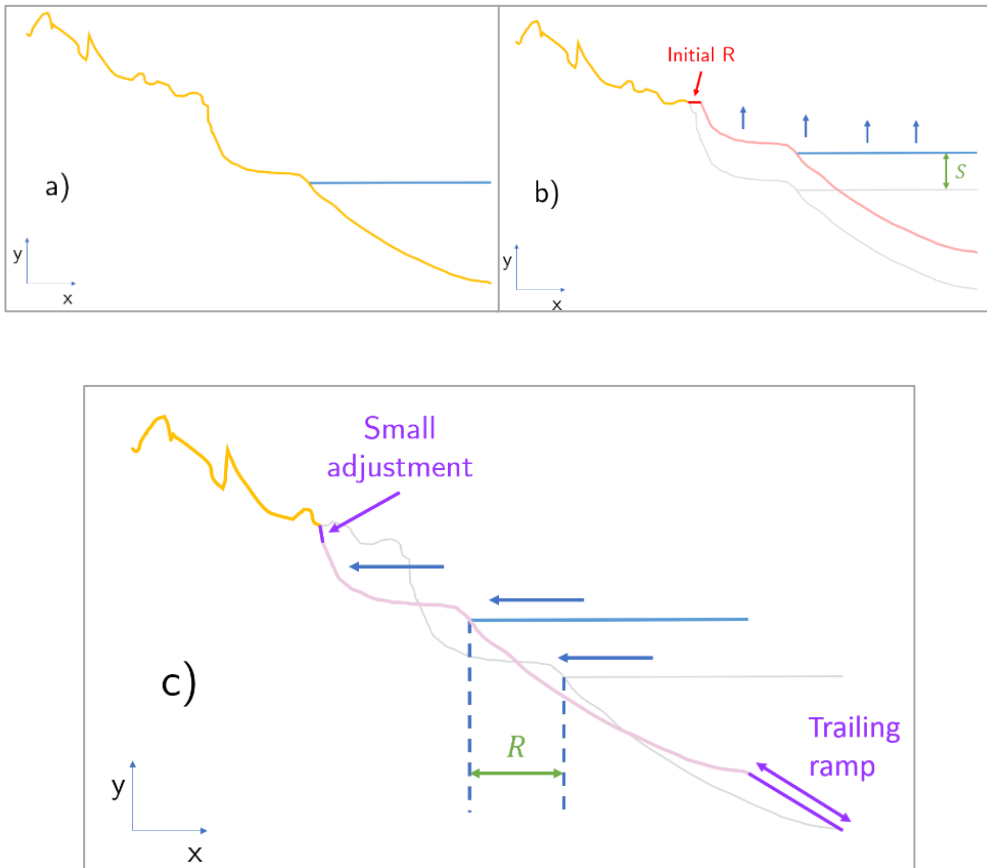 Initial R
a)
y
x
b)
S
y
x
Small
adjustment
c)
R
Trailing
ramp
y
x